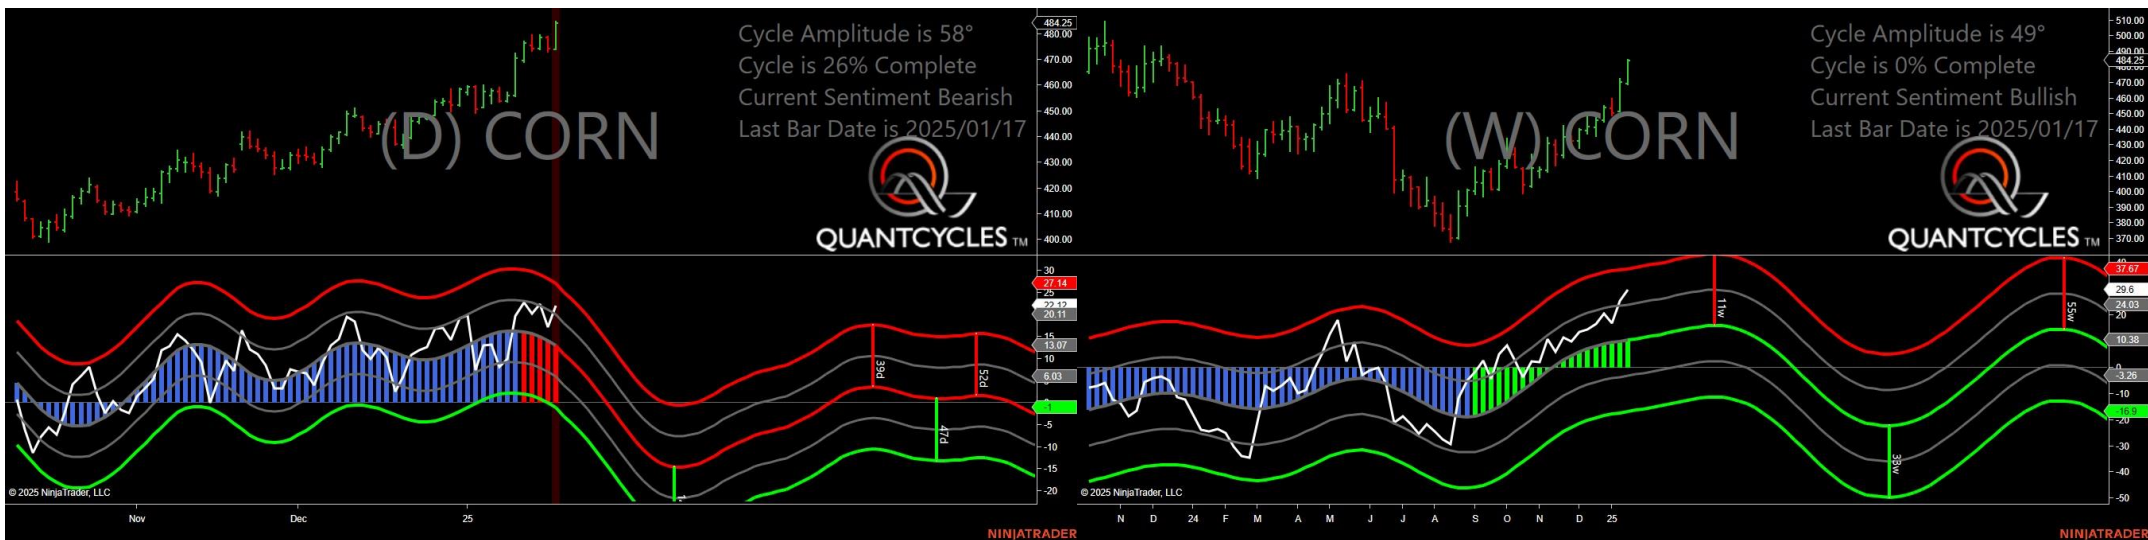 Cycle Amplitude is 58°
Cycle is 26% Complete
Current Sentiment Bearish
Last Bar Date is 2025/01/17
(D) CORN
QUANTCYCLES TM
484.25
480.00
470.00
460.00
450.00
440.00
430.00
420.00
410.00
400.00
30
27.14
25
22.12
20.11
15
13.07
10
6.03
-1
-5
-10
-15
-20
39d
52d
47d
© 2025 NinjaTrader, LLC
Nov
Dec
25
NINJATRADER
Cycle Amplitude is 49°
Cycle is 0% Complete
Current Sentiment Bullish
Last Bar Date is 2025/01/17
(W) CORN
QUANTCYCLES TM
510.00
500.00
490.00
484.25
470.00
460.00
450.00
440.00
430.00
420.00
410.00
400.00
390.00
380.00
370.00
37.67
29.6
24.03
20
10.38
0
-3.26
-10
-16.9
-20
-30
-40
-50
11w
55w
33w
© 2025 NinjaTrader, LLC
N D 24 F M A M J J A S O N D 25
NINJATRADER